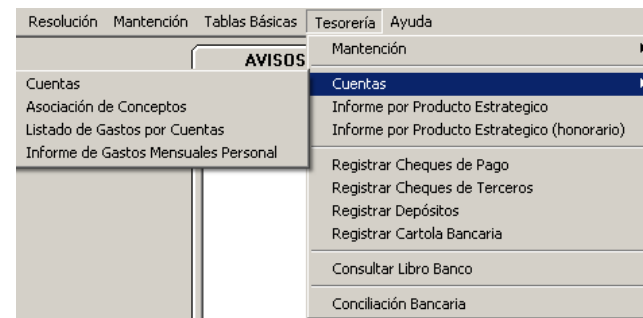 Resolución Mantención Tablas Básicas Tesorería Ayuda
AVISOS
Mantención
Cuentas
Informe por Producto Estrategico
Informe por Producto Estrategico (honorario)
Registrar Cheques de Pago
Registrar Cheques de Terceros
Registrar Depósitos
Registrar Cartola Bancaria
Consultar Libro Banco
Conciliación Bancaria
Cuentas
Asociación de Conceptos
Listado de Gastos por Cuentas
Informe de Gastos Mensuales Personal